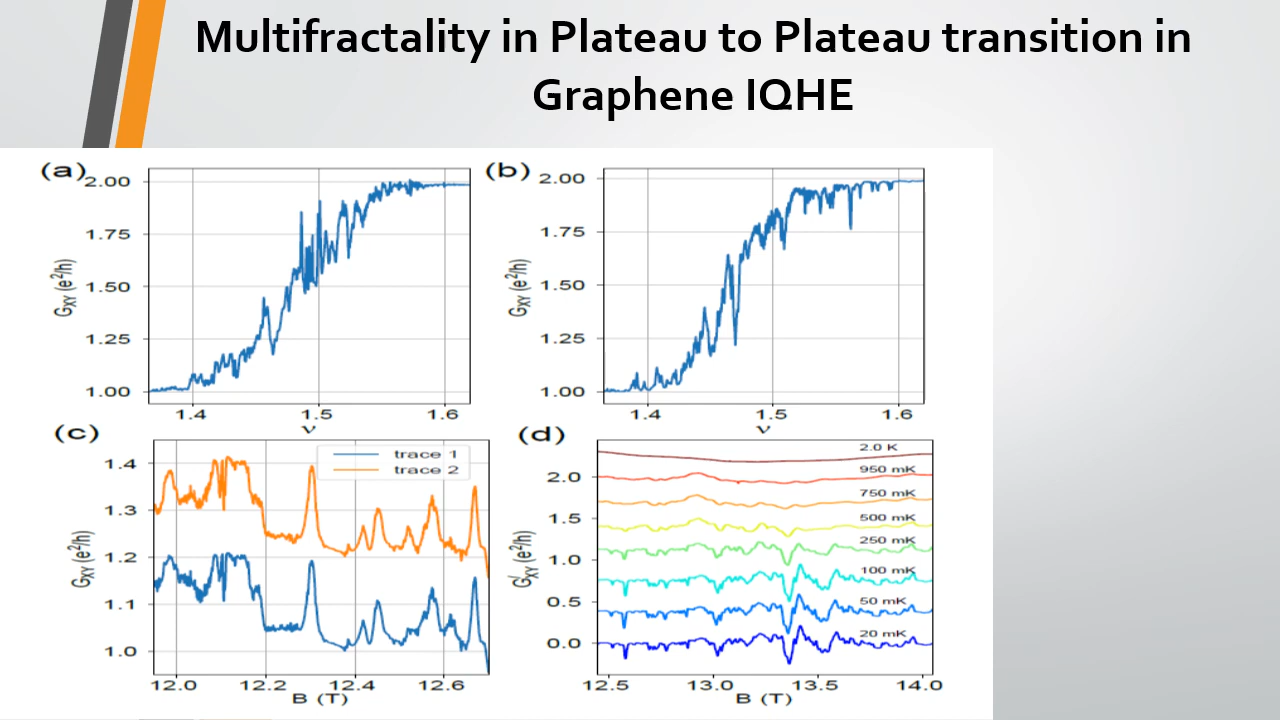 Multifractality in Plateau to Plateau transition in
Graphene IQHE
(a)
2.00
1.75
1.50
1.25
1.00
G_XY (e²/h)
1.4 1.5 1.6
ν
(b)
2.00
1.75
1.50
1.25
1.00
G_XY (e²/h)
1.4 1.5 1.6
ν
(c)
trace 1
trace 2
1.4
1.3
1.2
1.1
1.0
G_XY (e²/h)
12.0 12.2 12.4 12.6
B (T)
(d)
2.0 K
950 mK
750 mK
500 mK
250 mK
100 mK
50 mK
20 mK
2.0
1.5
1.0
0.5
0.0
G'_XY (e²/h)
12.5 13.0 13.5 14.0
B (T)